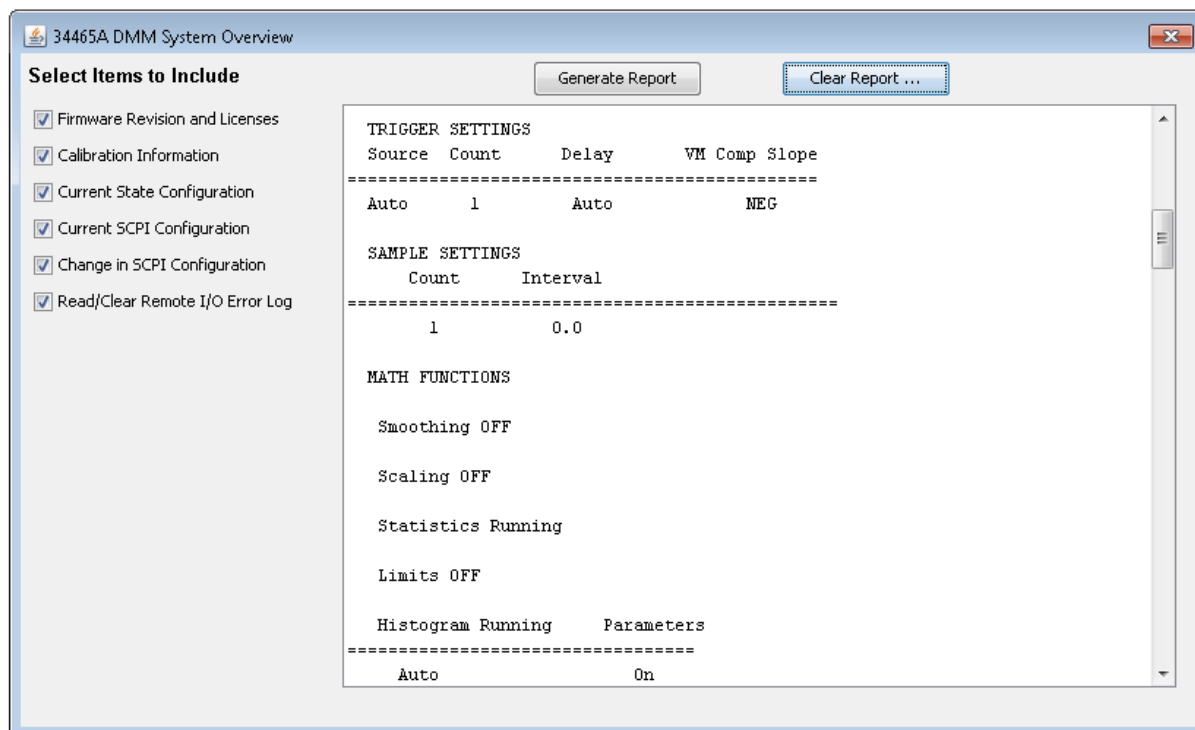 34465A DMM System Overview
Select Items to Include
Generate Report
Clear Report ...
Firmware Revision and Licenses
Calibration Information
Current State Configuration
Current SCPI Configuration
Change in SCPI Configuration
Read/Clear Remote I/O Error Log
TRIGGER SETTINGS
Source Count Delay VM Comp Slope
==============================================
Auto 1 Auto NEG
SAMPLE SETTINGS
Count Interval
================================================
1 0.0
MATH FUNCTIONS
Smoothing OFF
Scaling OFF
Statistics Running
Limits OFF
Histogram Running Parameters
==================================
Auto On